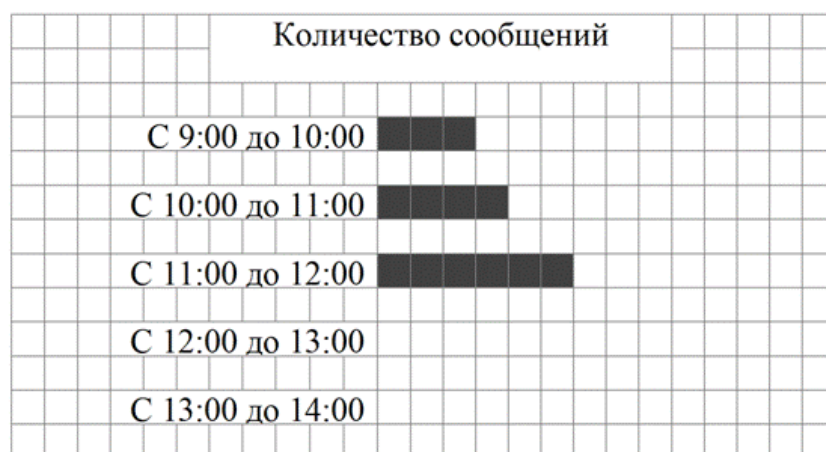 Количество сообщений
С 9:00 до 10:00
С 10:00 до 11:00
С 11:00 до 12:00
С 12:00 до 13:00
С 13:00 до 14:00